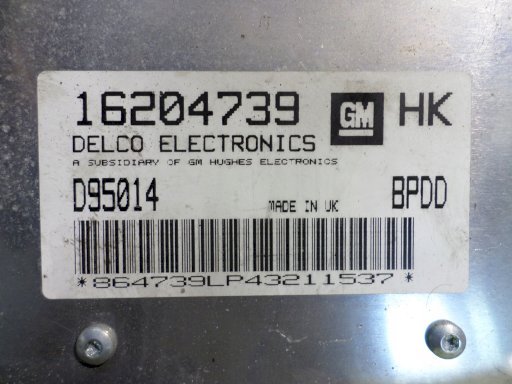 16204739 GM HK
DELCO ELECTRONICS
A SUBSIDIARY OF GM HUGHES ELECTRONICS
D95014 MADE IN UK BPDD
*864739LP43211537*